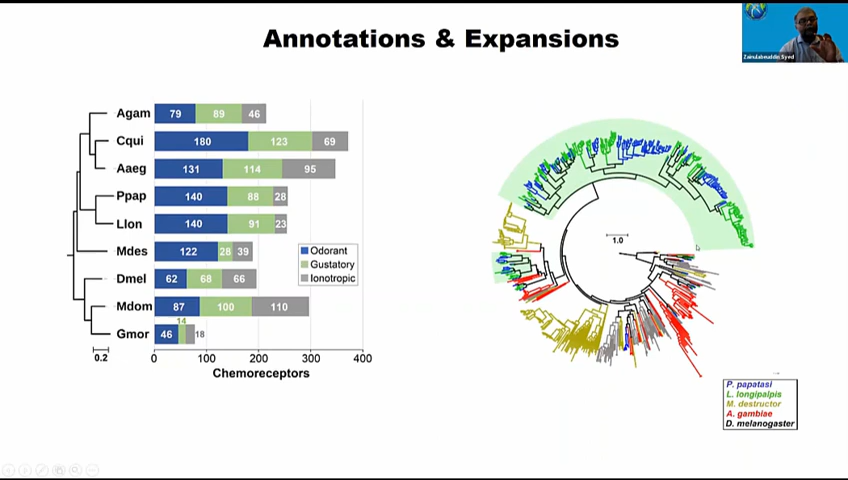 Annotations & Expansions
Zainulabeuddin Syed
Agam 79 89 46
Cqui 180 123 69
Aaeg 131 114 95
Ppap 140 88 28
Llon 140 91 23
Mdes 122 28 39
Dmel 62 68 66
Mdom 87 100 110
Gmor 46 14 18
Odorant
Gustatory
Ionotropic
0.2
0 100 200 300 400
Chemoreceptors
1.0
P. papatasi
L. longipalpis
M. destructor
A. gambiae
D. melanogaster